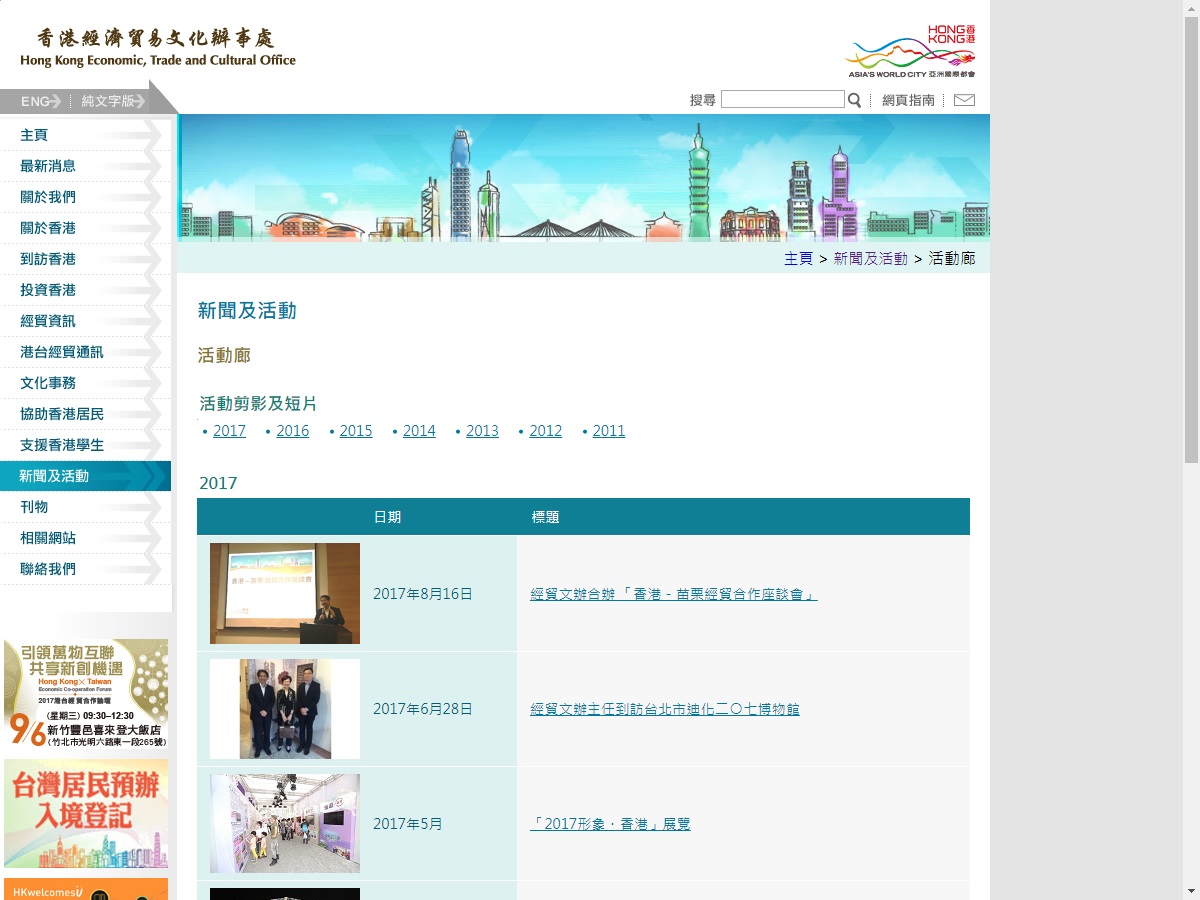 香港經濟貿易文化辦事處
Hong Kong Economic, Trade and Cultural Office
HONG KONG 香港
ASIA'S WORLD CITY 亞洲國際都會
ENG
純文字版
搜尋
網頁指南
主頁
最新消息
關於我們
關於香港
到訪香港
投資香港
經貿資訊
港台經貿通訊
文化事務
協助香港居民
支援香港學生
新聞及活動
刊物
相關網站
聯絡我們
引領萬物互聯
共享新創機遇
Hong Kong X Taiwan
Economic Co-operation Forum
2017港台經貿合作論壇
9/6
(星期三) 09:30–12:30
新竹豐邑喜來登大飯店
(竹北市光明六路東一段265號)
台灣居民預辦
入境登記
HKwelcomesU
主頁 > 新聞及活動 > 活動廊
新聞及活動
活動廊
活動剪影及短片
• 2017 • 2016 • 2015 • 2014 • 2013 • 2012 • 2011
2017
日期 標題
香港－苗栗經貿合作座談會
2017年8月16日 經貿文辦合辦「香港 - 苗栗經貿合作座談會」
2017年6月28日 經貿文辦主任到訪台北市迪化二〇七博物館
2017年5月 「2017形象．香港」展覽